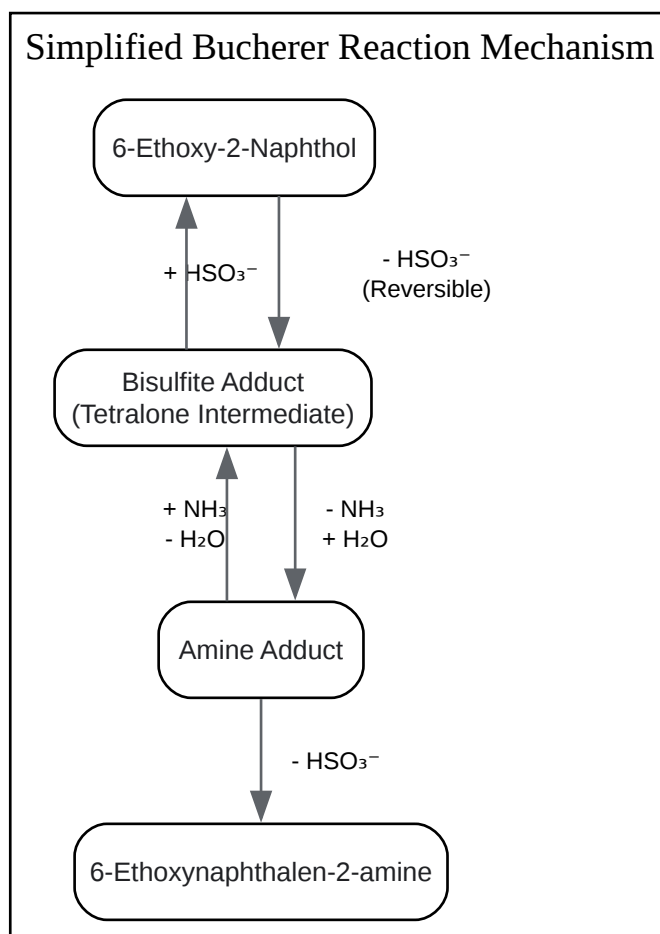 Simplified Bucherer Reaction Mechanism
6-Ethoxy-2-Naphthol
+ HSO₃⁻
- HSO₃⁻
(Reversible)
Bisulfite Adduct
(Tetralone Intermediate)
+ NH₃
- H₂O
- NH₃
+ H₂O
Amine Adduct
- HSO₃⁻
6-Ethoxynaphthalen-2-amine